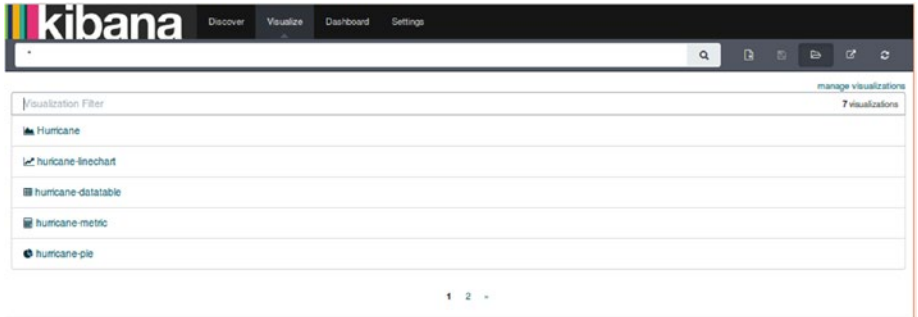 kibana Discover Visualize Dashboard Settings
*
manage visualizations
Visualization Filter 7 visualizations
Hurricane
huricane-linechart
hurricane-datatable
hurricane-metric
hurricane-pie
1 2 »